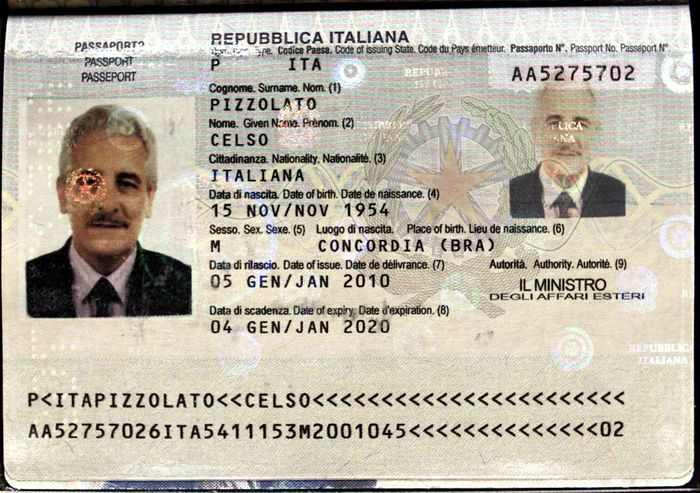 REPUBBLICA ITALIANA
PASSAPORTO
PASSPORT
PASSEPORT
Codice Paese. Code of issuing State. Code du Pays émetteur. Passaporto N°. Passport No. Passeport N°.
P ITA AA5275702
Cognome. Surname. Nom. (1)
PIZZOLATO
Nome. Given Name. Prénom. (2)
CELSO
Cittadinanza. Nationality. Nationalité. (3)
ITALIANA
Data di nascita. Date of birth. Date de naissance. (4)
15 NOV/NOV 1954
Sesso. Sex. Sexe. (5) Luogo di nascita. Place of birth. Lieu de naissance. (6)
M CONCORDIA (BRA)
Data di rilascio. Date of issue. Date de délivrance. (7) Autorità. Authority. Autorité. (9)
05 GEN/JAN 2010 IL MINISTRO
DEGLI AFFARI ESTERI
Data di scadenza. Date of expiry. Date d'expiration. (8)
04 GEN/JAN 2020
REPUBBLICA
ITALIANA
P<ITAPIZZOLATO<<CELSO<<<<<<<<<<<<<<<<<<<<<<<
AA52757026ITA5411153M2001045<<<<<<<<<<<<<<02